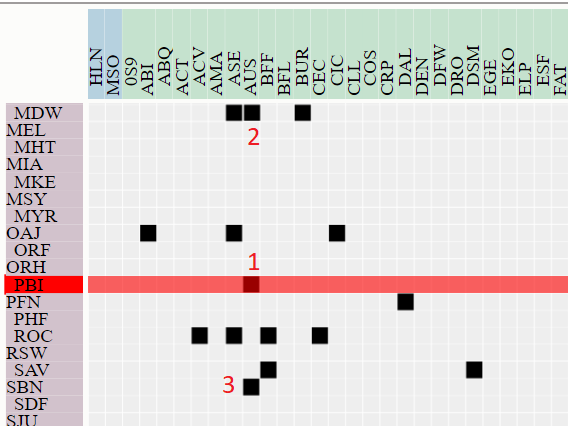 HLN
MSO
0S9
ABI
ABQ
ACT
ACV
AMA
ASE
AUS
BFF
BFL
BUR
CEC
CIC
CLL
COS
CRP
DAL
DEN
DFW
DRO
DSM
EGE
EKO
ELP
ESF
FAT
MDW
MEL
2
MHT
MIA
MKE
MSY
MYR
OAJ
ORF
ORH
1
PBI
PFN
PHF
ROC
RSW
SAV
SBN
3
SDF
SJU